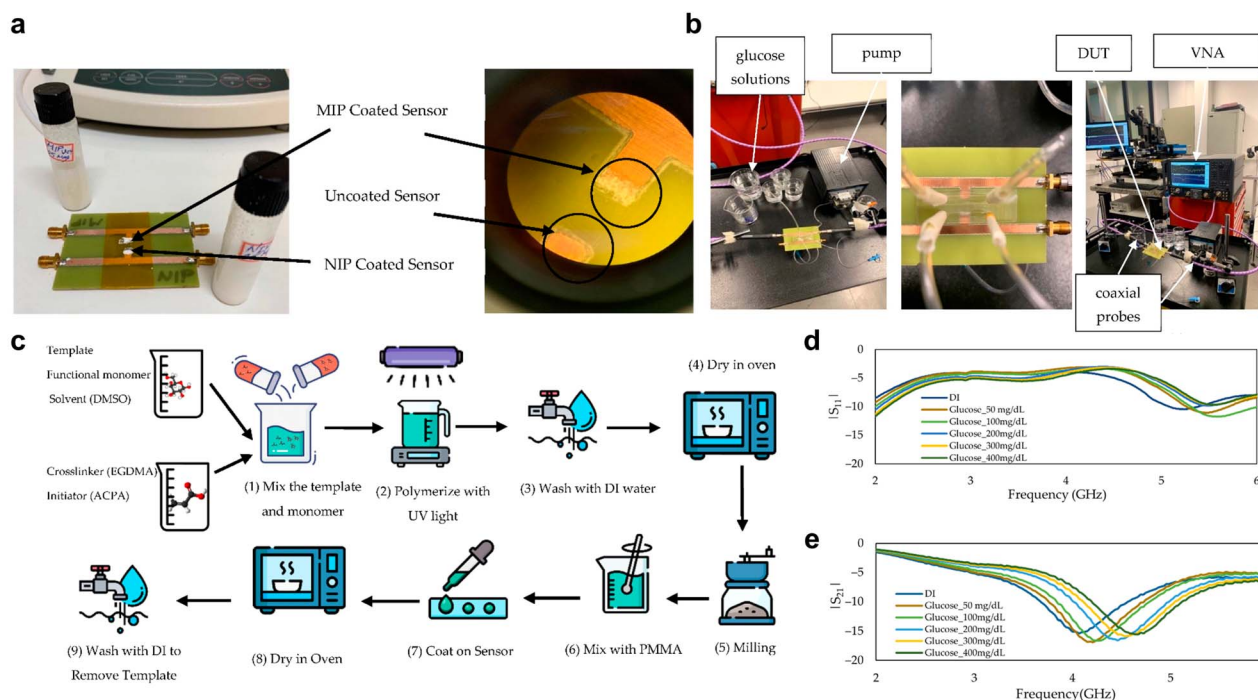 a
MIP Coated Sensor
Uncoated Sensor
NIP Coated Sensor
MIP
NIP
b
glucose
solutions
pump
DUT
VNA
coaxial
probes
c
Template
Functional monomer
Solvent (DMSO)
Crosslinker (EGDMA)
Initiator (ACPA)
(1) Mix the template
and monomer
(2) Polymerize with
UV light
(3) Wash with DI water
(4) Dry in oven
(5) Milling
(6) Mix with PMMA
(7) Coat on Sensor
(8) Dry in Oven
(9) Wash with DI to
Remove Template
d
|S11|
0
−5
−10
−15
−20
DI
Glucose_50 mg/dL
Glucose_100mg/dL
Glucose_200mg/dL
Glucose_300mg/dL
Glucose_400mg/dL
2 3 4 5 6
Frequency (GHz)
e
|S21|
0
−5
−10
−15
−20
DI
Glucose_50 mg/dL
Glucose_100mg/dL
Glucose_200mg/dL
Glucose_300mg/dL
Glucose_400mg/dL
2 3 4 5
Frequency(GHz)